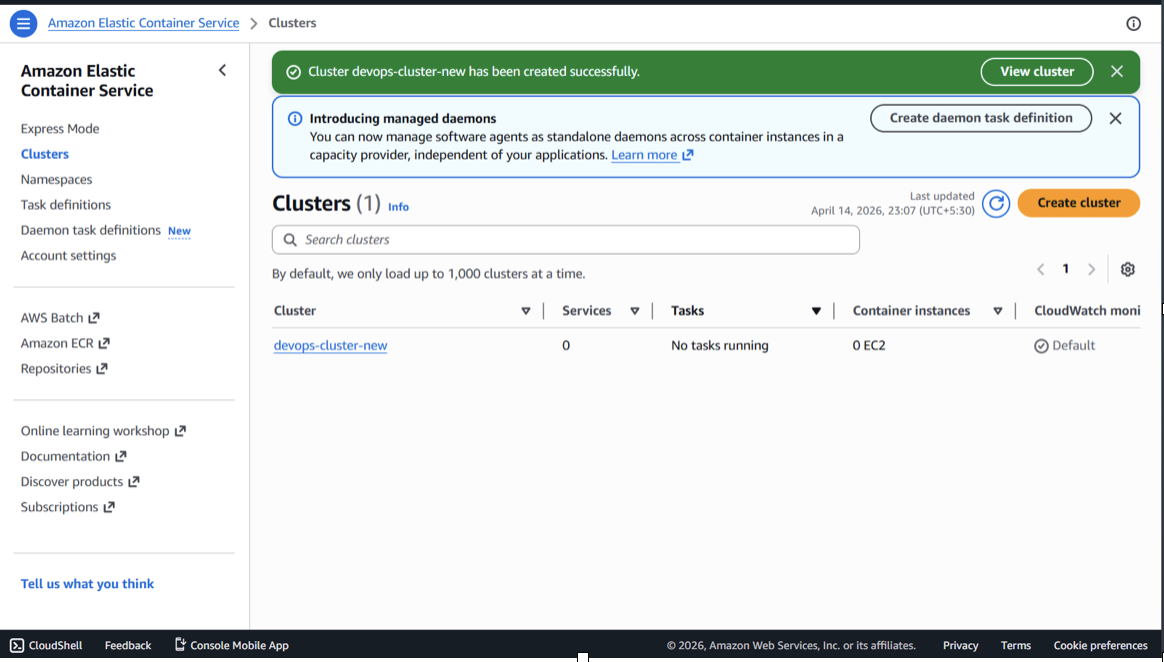 Amazon Elastic Container Service > Clusters
Amazon Elastic
Container Service
Express Mode
Clusters
Namespaces
Task definitions
Daemon task definitions New
Account settings
AWS Batch
Amazon ECR
Repositories
Online learning workshop
Documentation
Discover products
Subscriptions
Tell us what you think
Cluster devops-cluster-new has been created successfully.
View cluster
Introducing managed daemons
You can now manage software agents as standalone daemons across container instances in a
capacity provider, independent of your applications. Learn more
Create daemon task definition
Clusters (1) Info
Last updated
April 14, 2026, 23:07 (UTC+5:30)
Create cluster
Search clusters
By default, we only load up to 1,000 clusters at a time.
1
Cluster Services Tasks Container instances CloudWatch moni
devops-cluster-new 0 No tasks running 0 EC2 Default
CloudShell Feedback Console Mobile App © 2026, Amazon Web Services, Inc. or its affiliates. Privacy Terms Cookie preferences